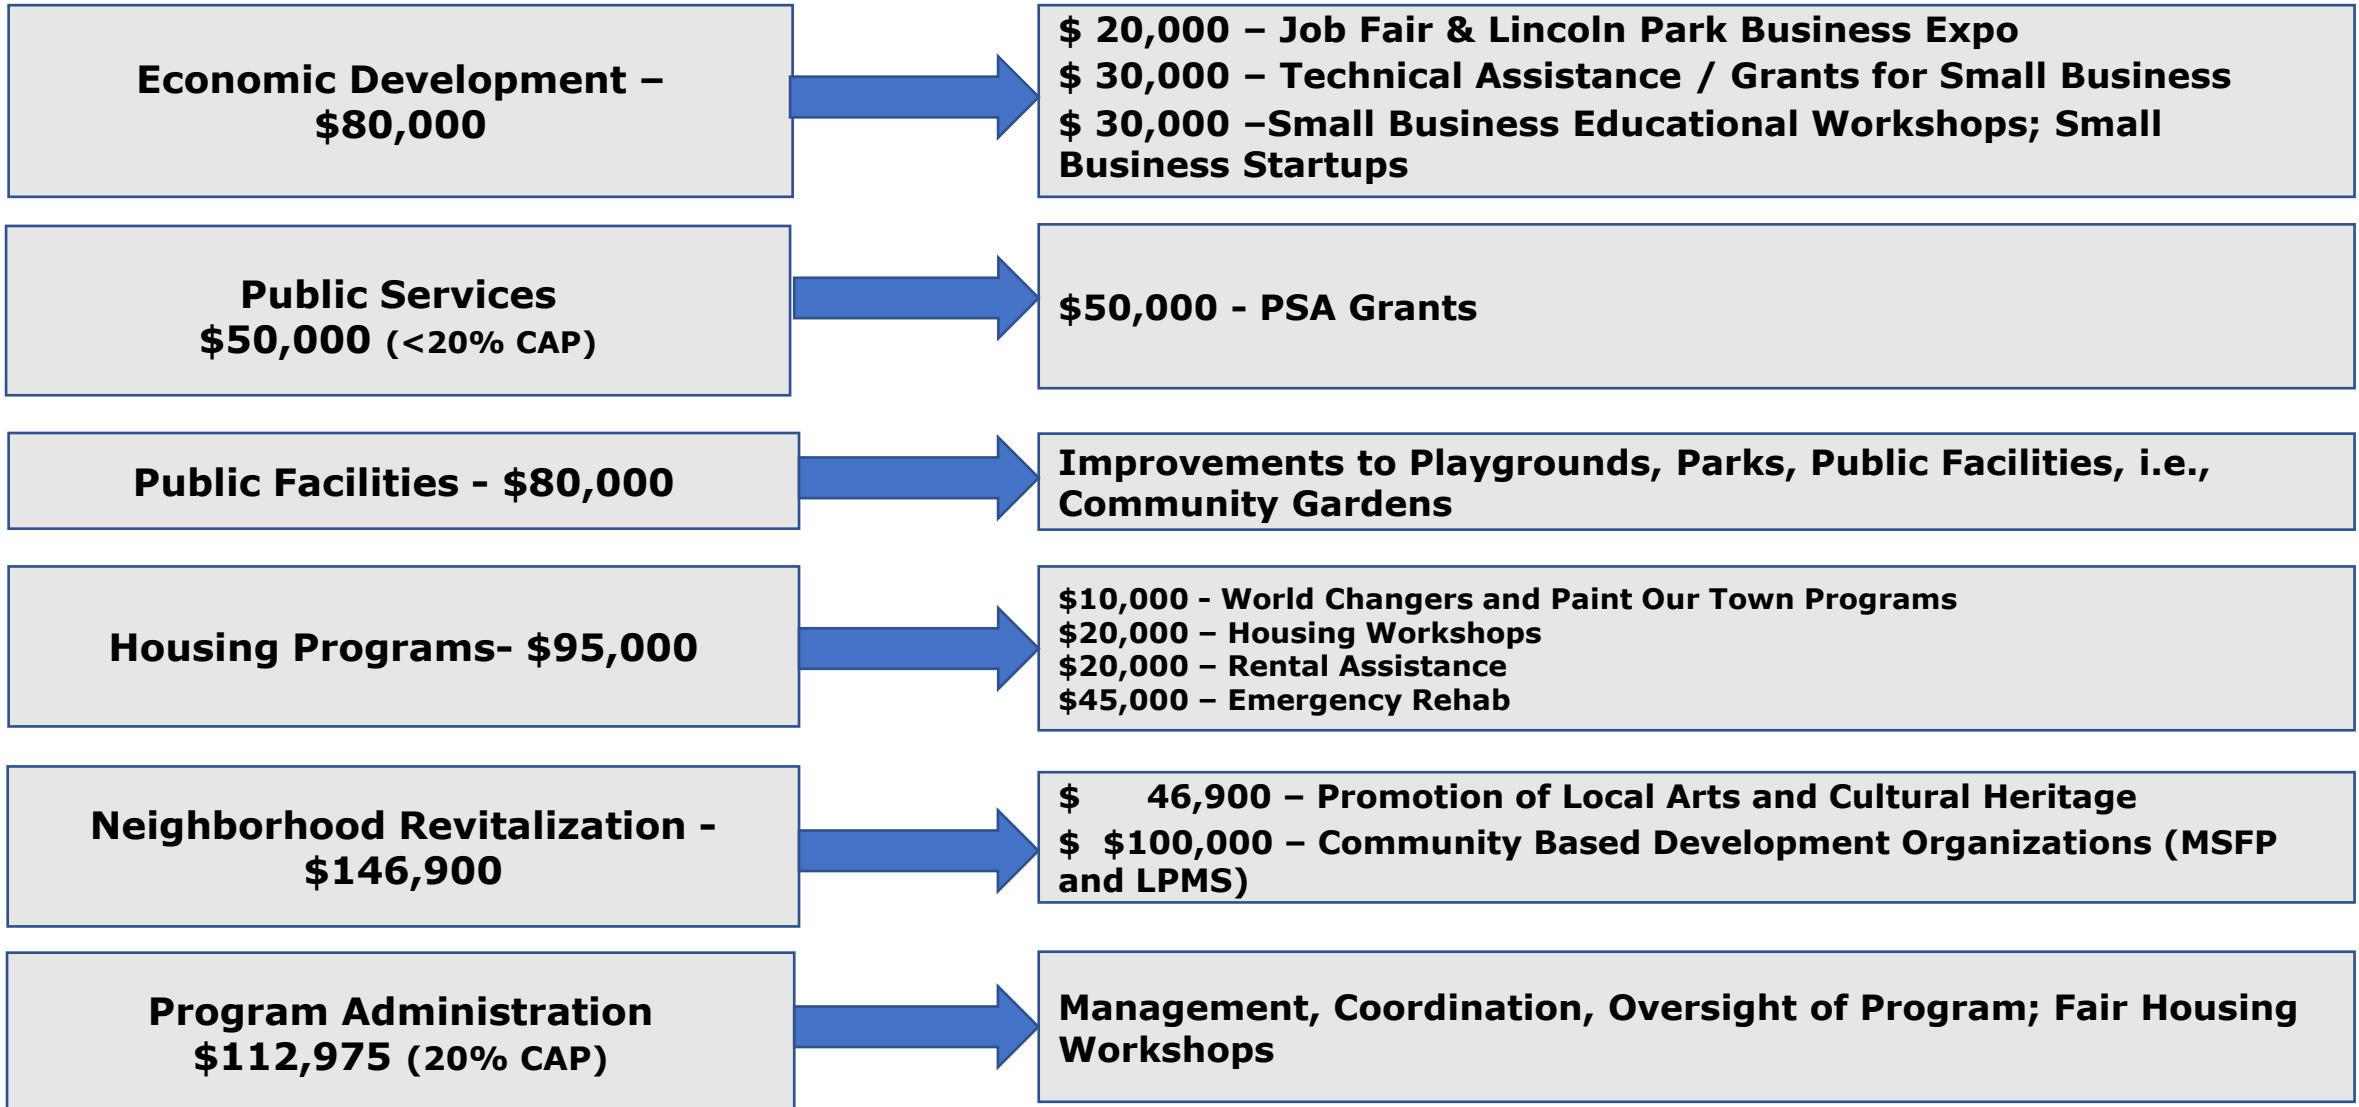 Economic Development –
$80,000
$ 20,000 – Job Fair & Lincoln Park Business Expo
$ 30,000 – Technical Assistance / Grants for Small Business
$ 30,000 –Small Business Educational Workshops; Small
Business Startups
Public Services
$50,000 (<20% CAP)
$50,000 - PSA Grants
Public Facilities - $80,000
Improvements to Playgrounds, Parks, Public Facilities, i.e.,
Community Gardens
Housing Programs- $95,000
$10,000 - World Changers and Paint Our Town Programs
$20,000 – Housing Workshops
$20,000 – Rental Assistance
$45,000 – Emergency Rehab
Neighborhood Revitalization -
$146,900
$ 46,900 – Promotion of Local Arts and Cultural Heritage
$ $100,000 – Community Based Development Organizations (MSFP
and LPMS)
Program Administration
$112,975 (20% CAP)
Management, Coordination, Oversight of Program; Fair Housing
Workshops